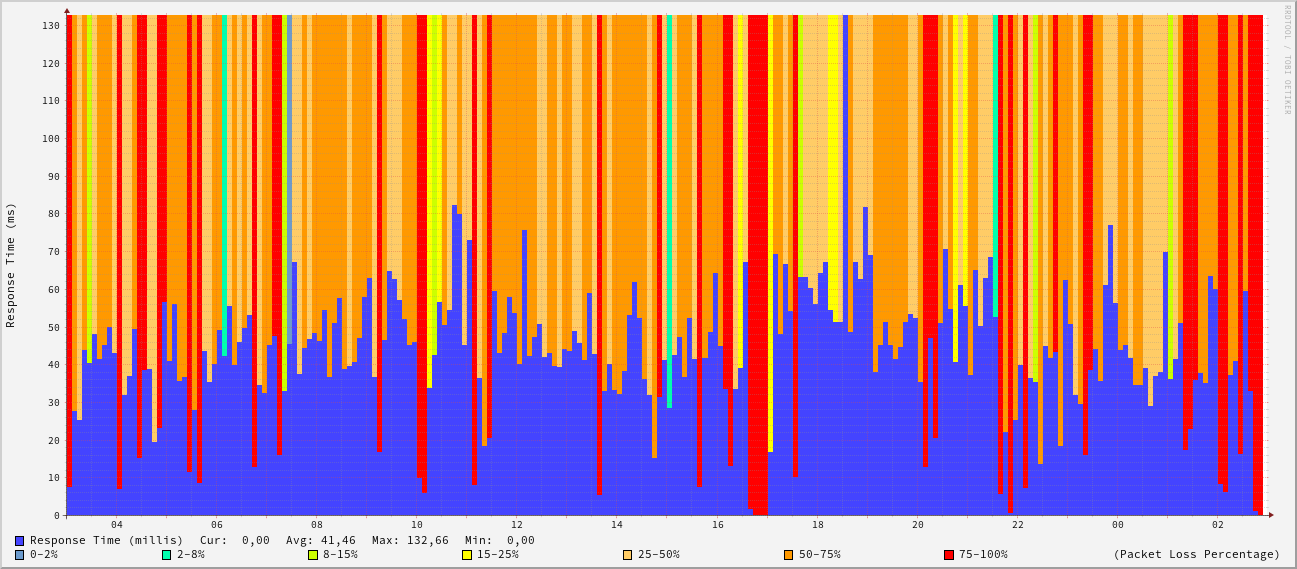 RRDTOOL / TOBI OETIKER
Response Time (ms)
130
120
110
100
90
80
70
60
50
40
30
20
10
0
04 06 08 10 12 14 16 18 20 22 00 02
Response Time (millis) Cur: 0,00 Avg: 41,46 Max: 132,66 Min: 0,00
0-2% 2-8% 8-15% 15-25% 25-50% 50-75% 75-100% (Packet Loss Percentage)